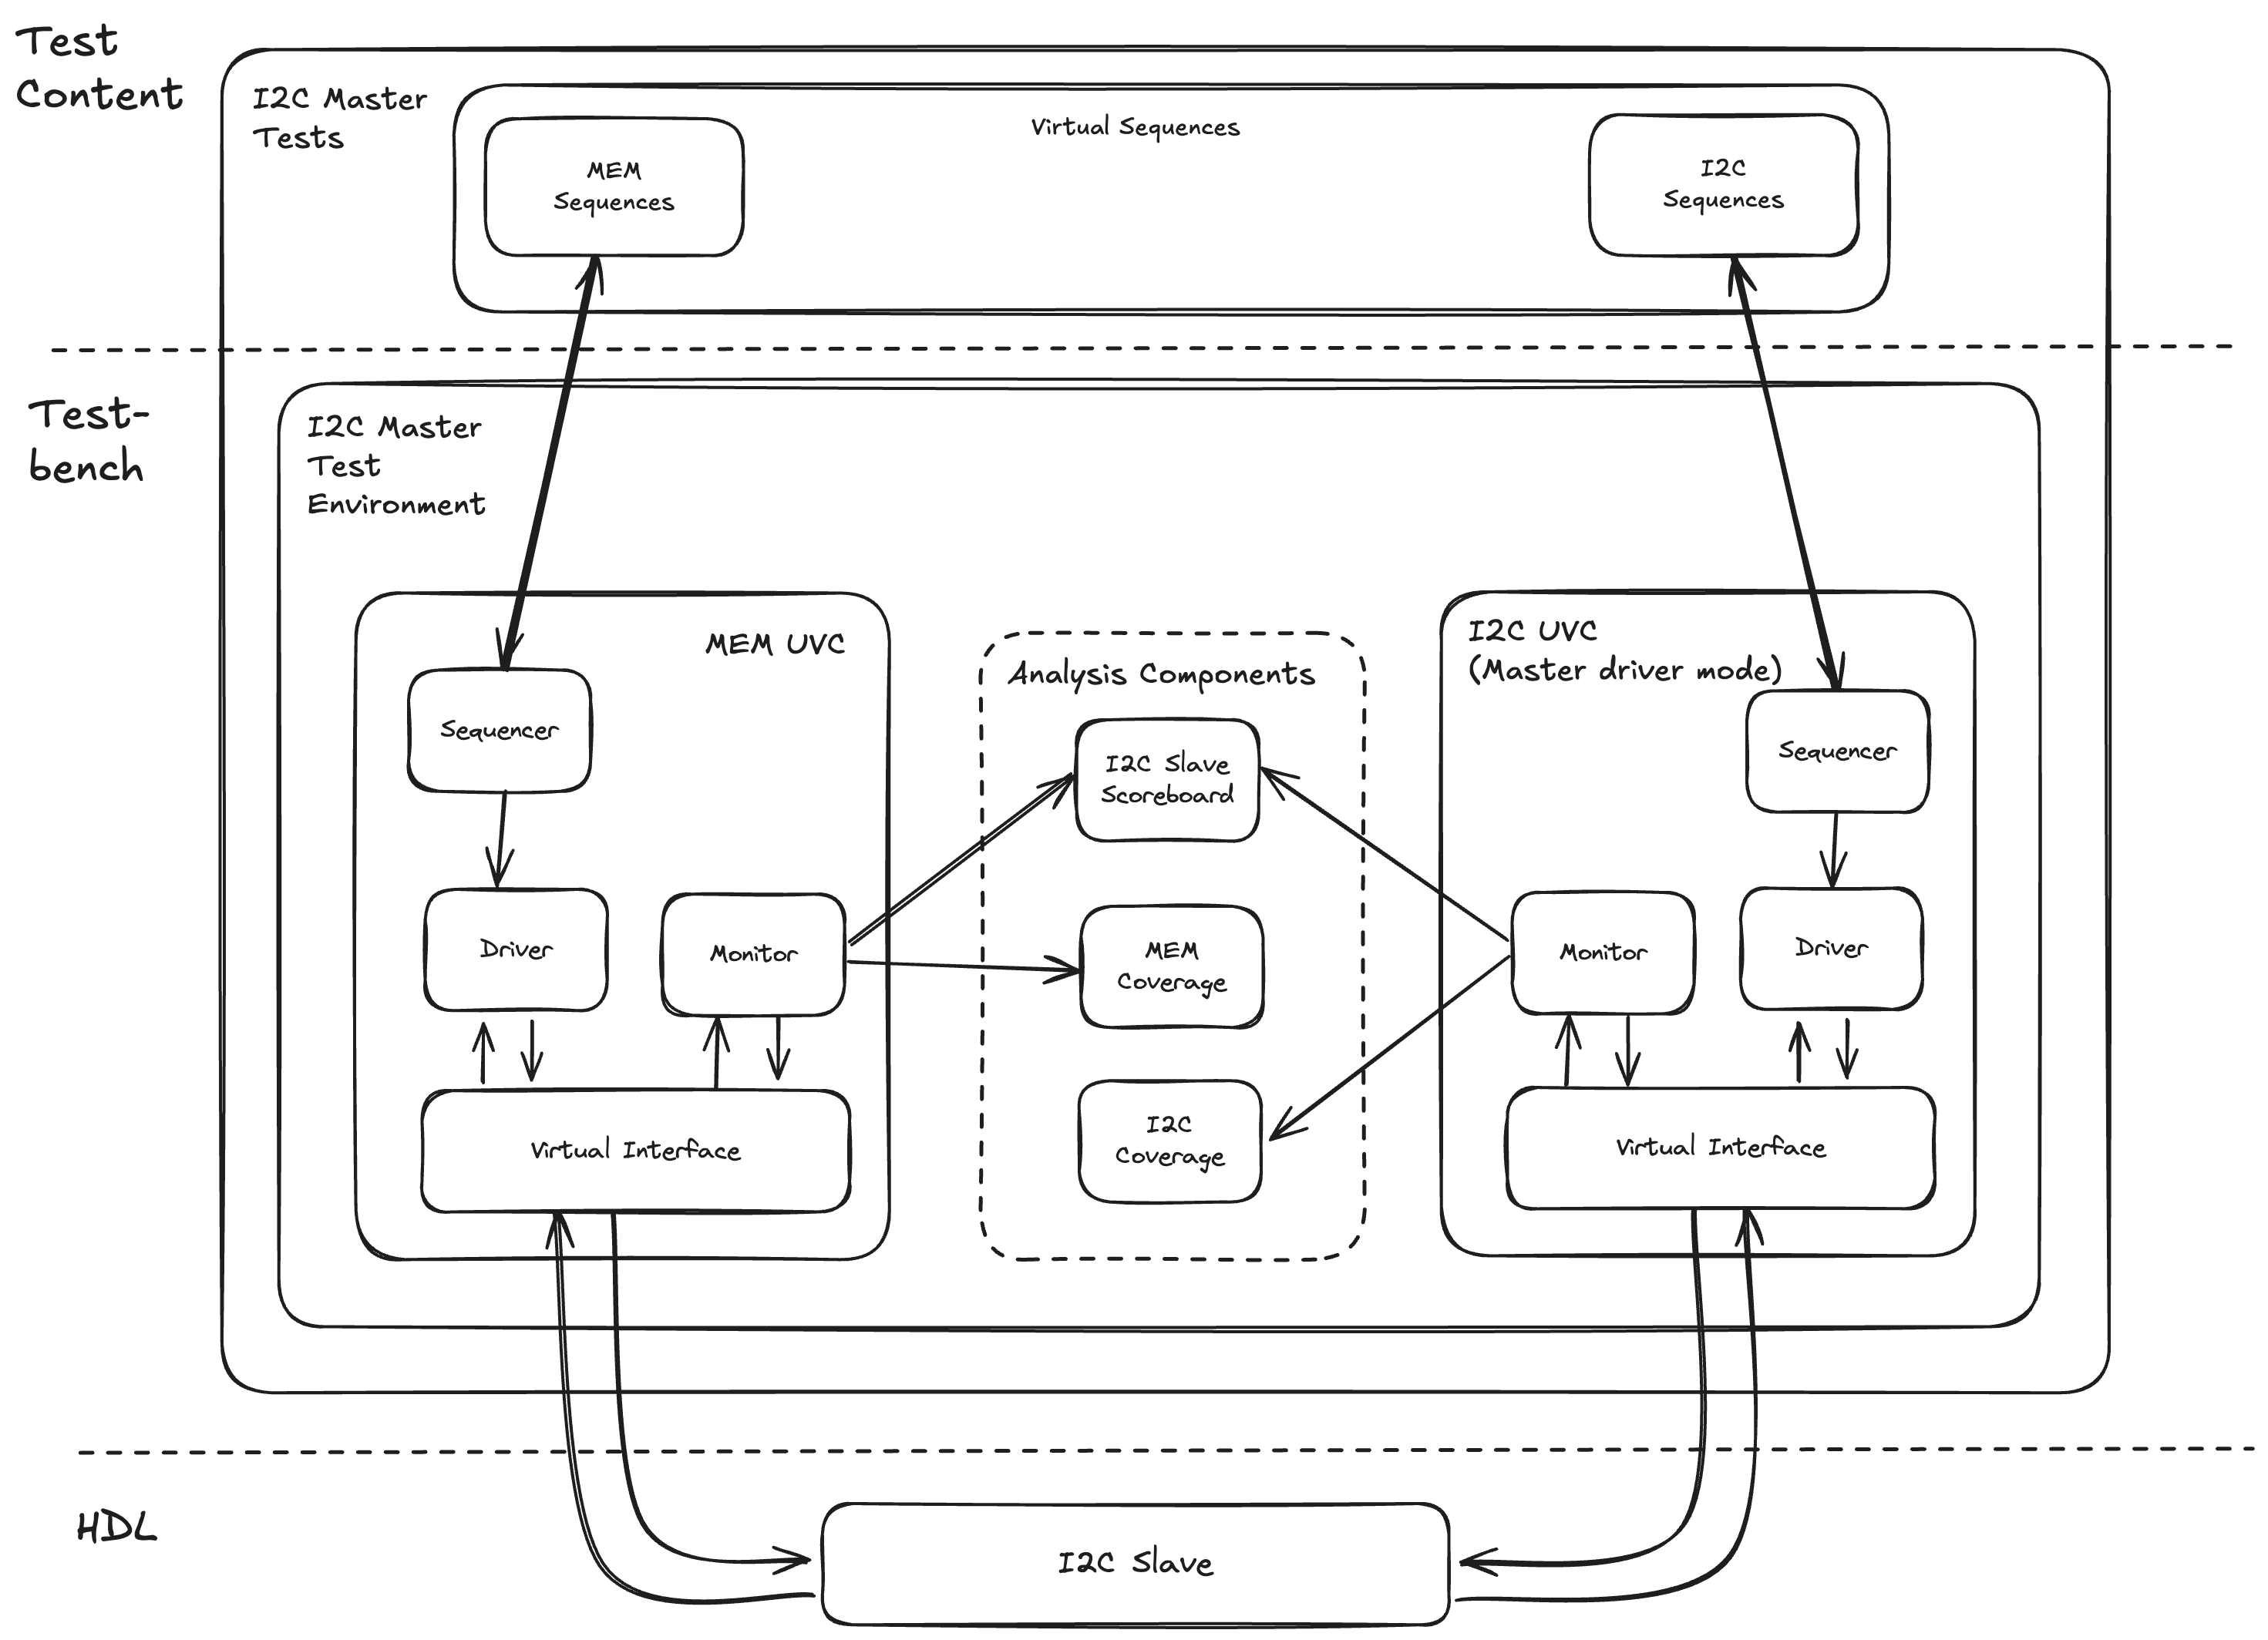 Test
Content
I2C Master
Tests
Virtual Sequences
MEM
Sequences
I2C
Sequences
Test-
bench
I2C Master
Test
Environment
MEM UVC
Sequencer
Driver
Monitor
Virtual Interface
Analysis Components
I2C Slave
Scoreboard
MEM
Coverage
I2C
Coverage
I2C UVC
(Master driver mode)
Sequencer
Monitor
Driver
Virtual Interface
HDL
I2C Slave